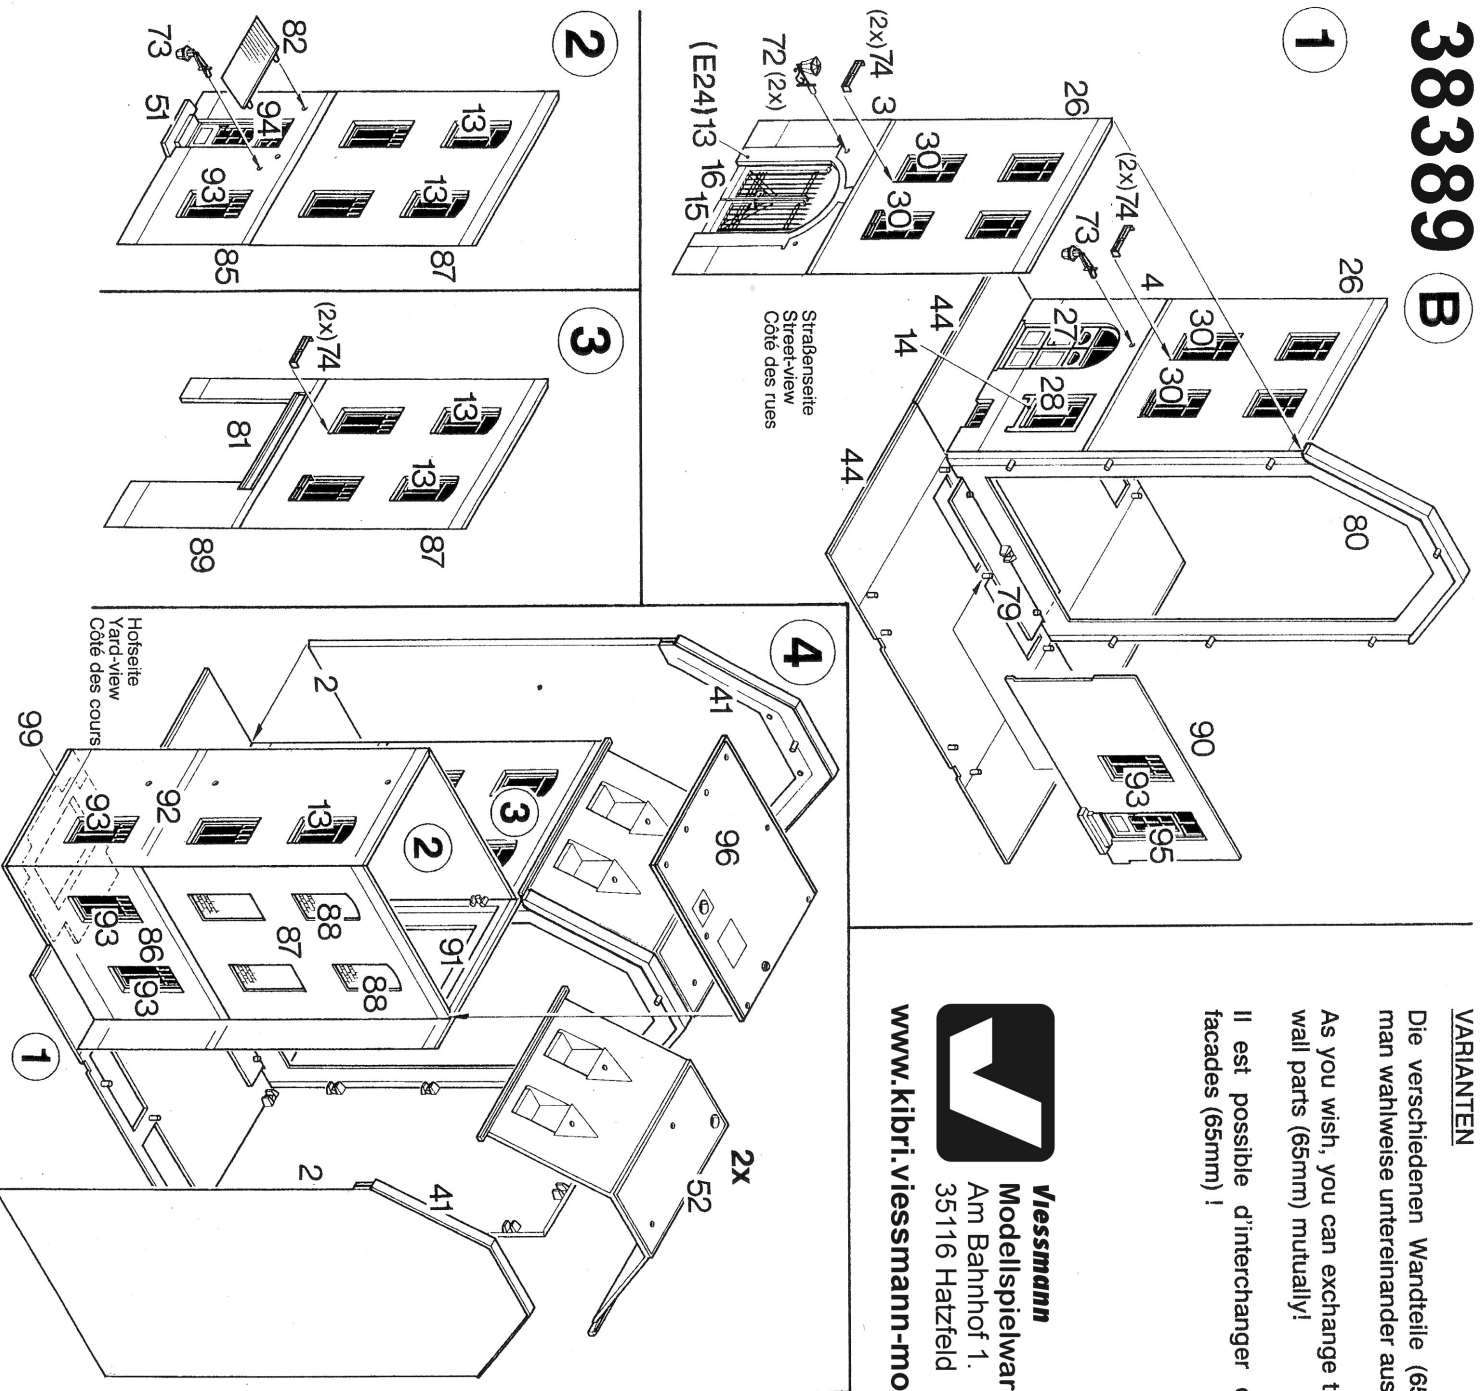 38389 B
1
26
(2x)74
3
72 (2x)
(E24)13
16
15
30
30
26
(2x)74
73
4
30
30
27
28
44
14
44
80
79
90
93
95
Straßenseite
Street-view
Côté des rues
2
82
73
51
94
93
13
13
85
87
3
(2x)74
81
13
13
89
87
4
2
41
96
3
2
13
92
93
99
93
86
93
87
88
88
91
1
2x
52
41
2
Hofseite
Yard-view
Côté des cours
VARIANTEN
Die verschiedenen Wandteile
man wahlweise untereinander
As you wish, you can exchange
wall parts (65mm) mutually!
Il est possible d'interchanger
facades (65mm) !
Viessmann
Modellspielwar
Am Bahnhof 1.
35116 Hatzfeld
www.kibri.viessmann-mo